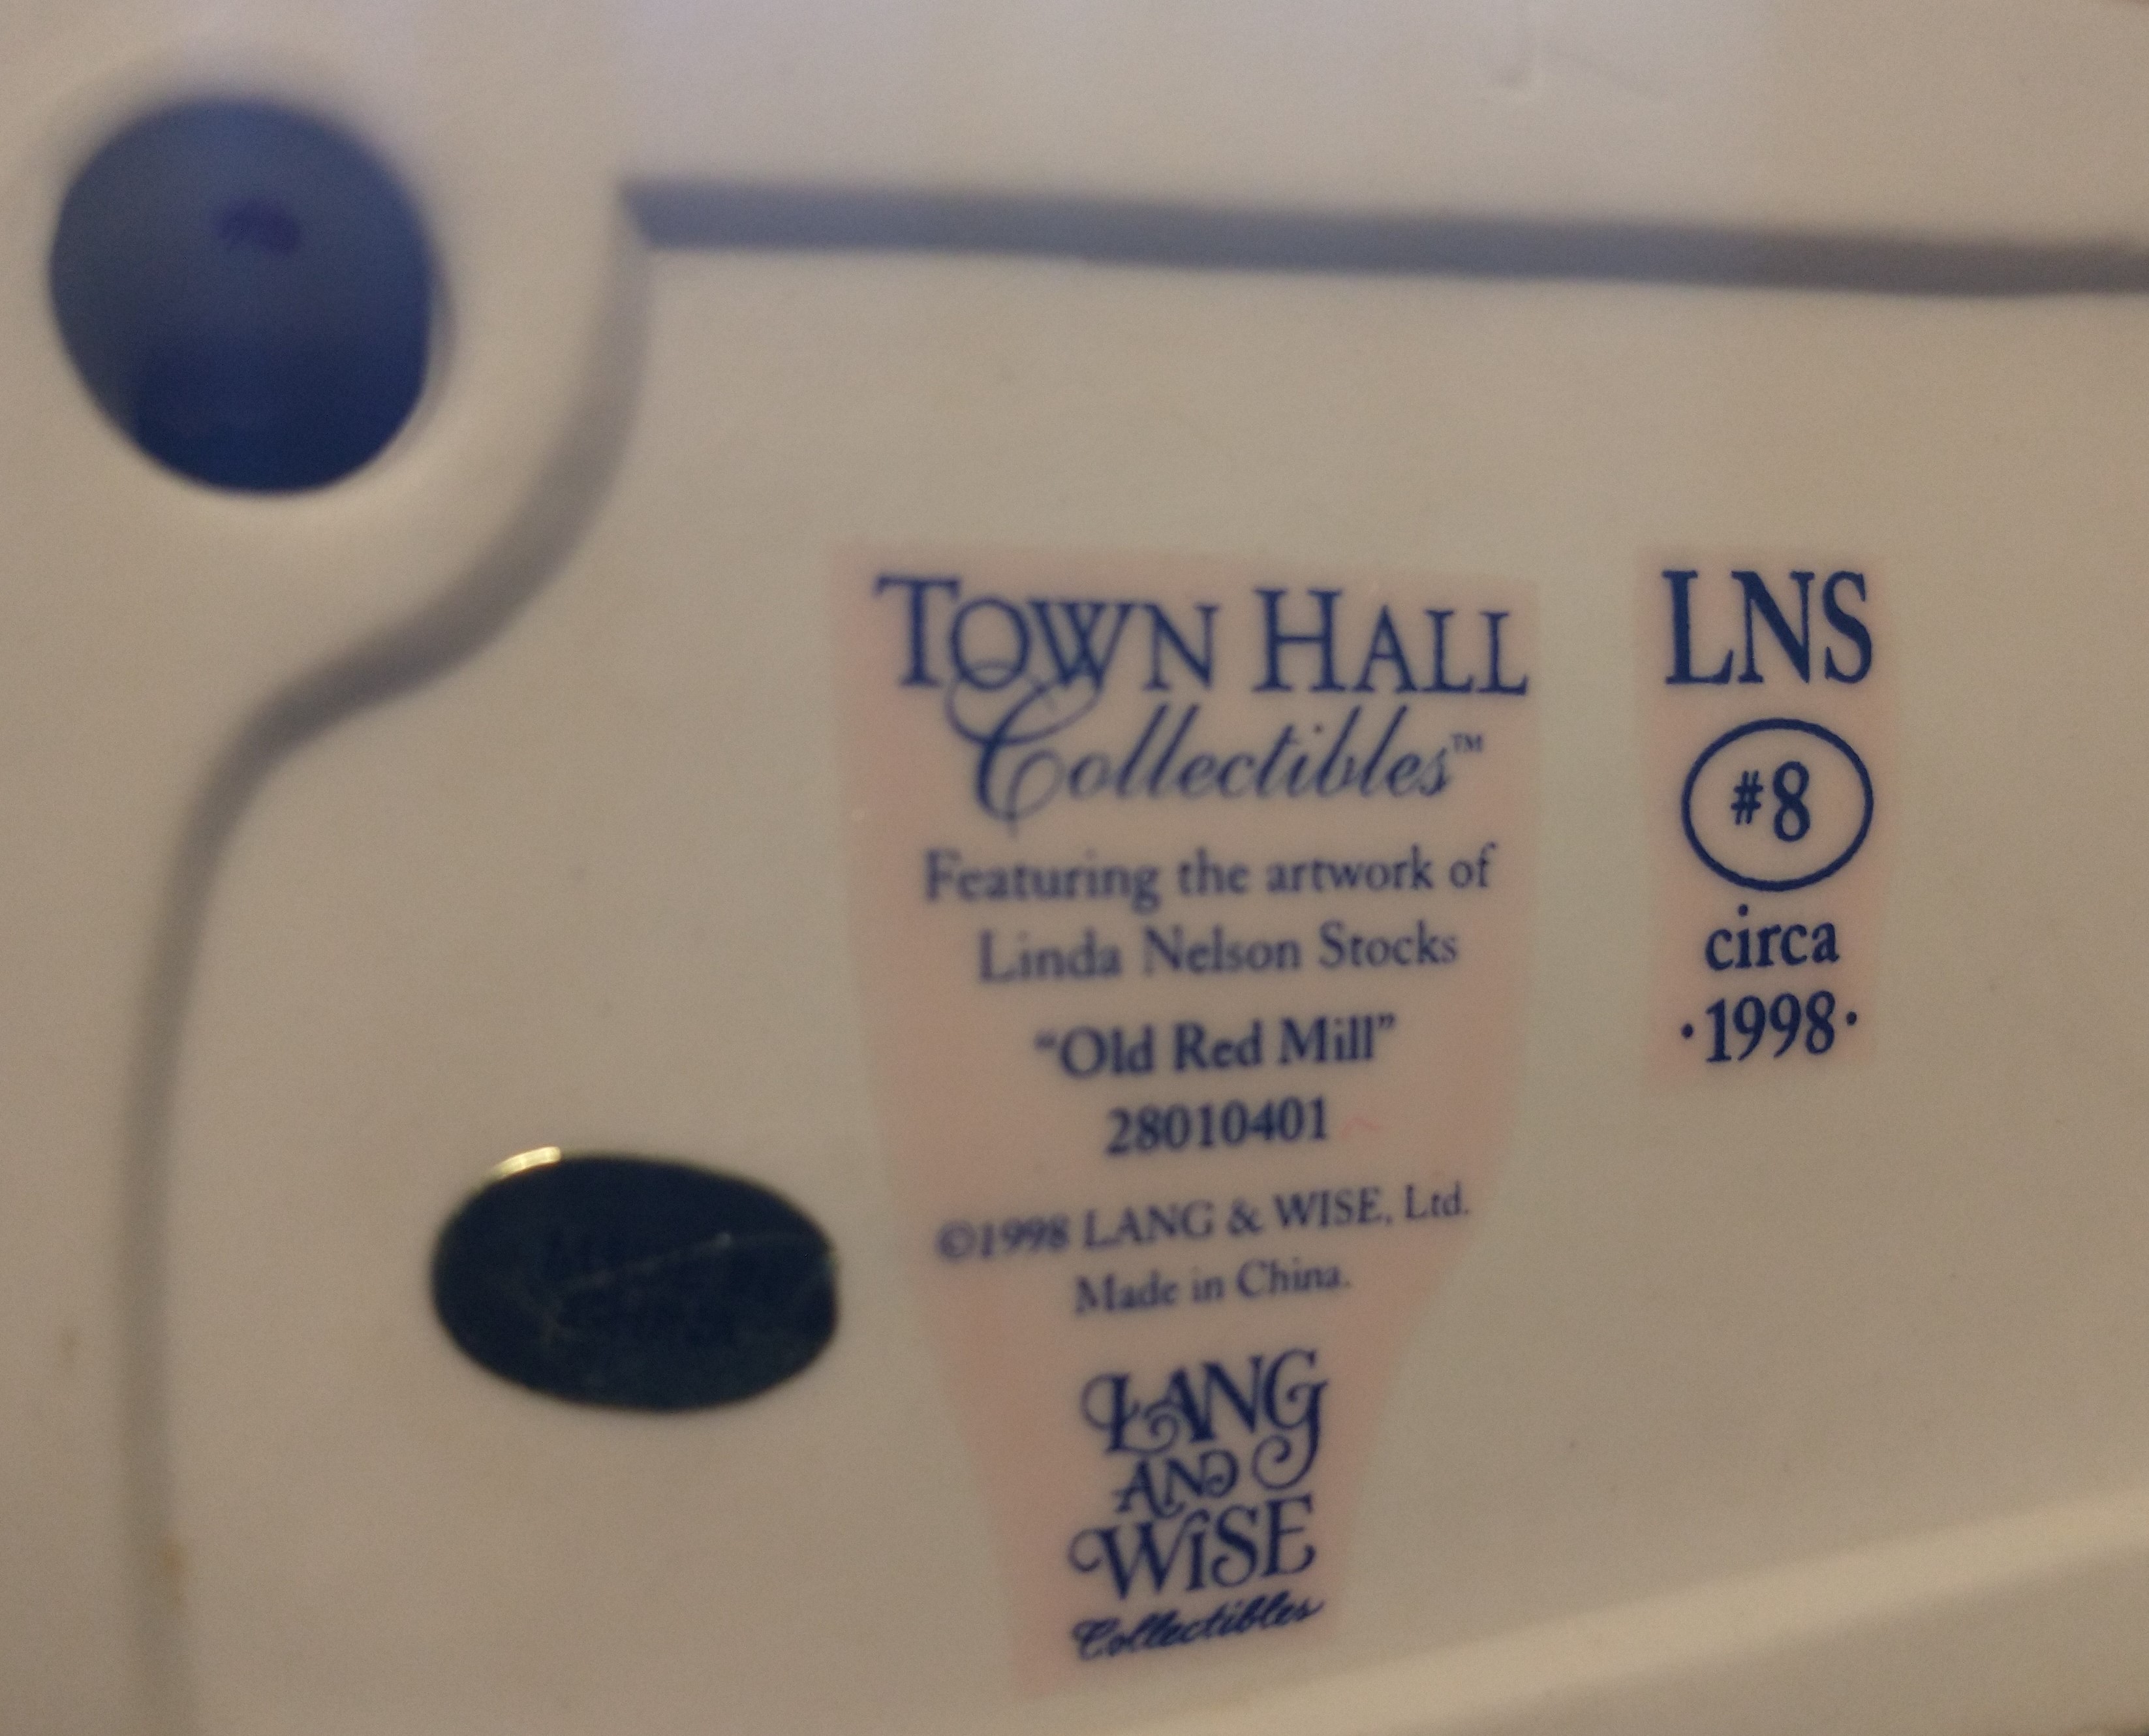 TOWN HALL
Collectibles™
Featuring the artwork of
Linda Nelson Stocks
"Old Red Mill"
28010401
©1998 LANG & WISE, Ltd.
Made in China.
LANG
AND
WiSE
Collectibles
LNS
#8
circa
·1998·